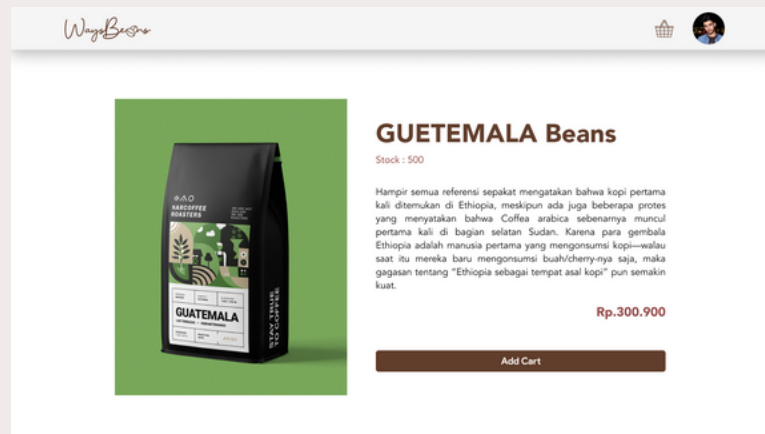 WaysBeans
GUETEMALA Beans
Stock : 500
Hampir semua referensi sepakat mengatakan bahwa kopi pertama
kali ditemukan di Ethiopia, meskipun ada juga beberapa protes
yang menyatakan bahwa Coffea arabica sebenarnya muncul
pertama kali di bagian selatan Sudan. Karena para gembala
Ethiopia adalah manusia pertama yang mengonsumsi kopi—walau
saat itu mereka baru mengonsumsi buah/cherry-nya saja, maka
gagasan tentang “Ethiopia sebagai tempat asal kopi” pun semakin
kuat.
Rp.300.900
Add Cart
NARCOFFEE
ROASTERS
GUATEMALA
STAY TRUE
TO COFFEE